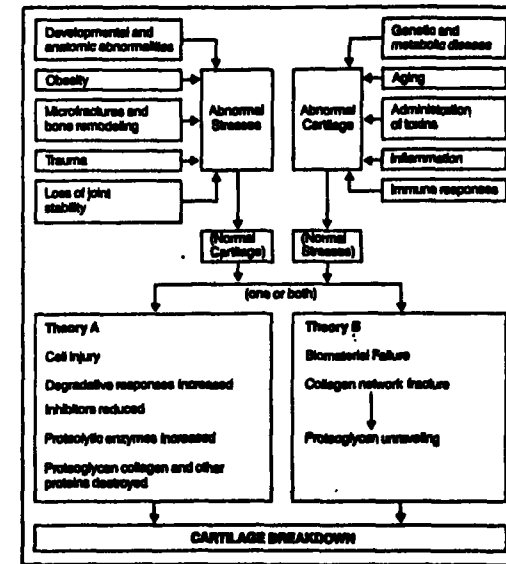 Developmental and
anatomic abnormalities
Obesity
Microfractures and
bone remodeling
Trauma
Loss of joint
stability
Abnormal
Stresses
Abnormal
Cartilage
Genetic and
metabolic disease
Aging
Administration
of toxins
Inflammation
Immune responses
(Normal
Cartilage)
(Normal
Stresses)
(one or both)
Theory A
Cell Injury
Degradative responses increased
Inhibitors reduced
Proteolytic enzymes increased
Proteoglycan collagen and other
proteins destroyed
Theory B
Biomaterial Failure
Collagen network fracture
Proteoglycan unraveling
CARTILAGE BREAKDOWN